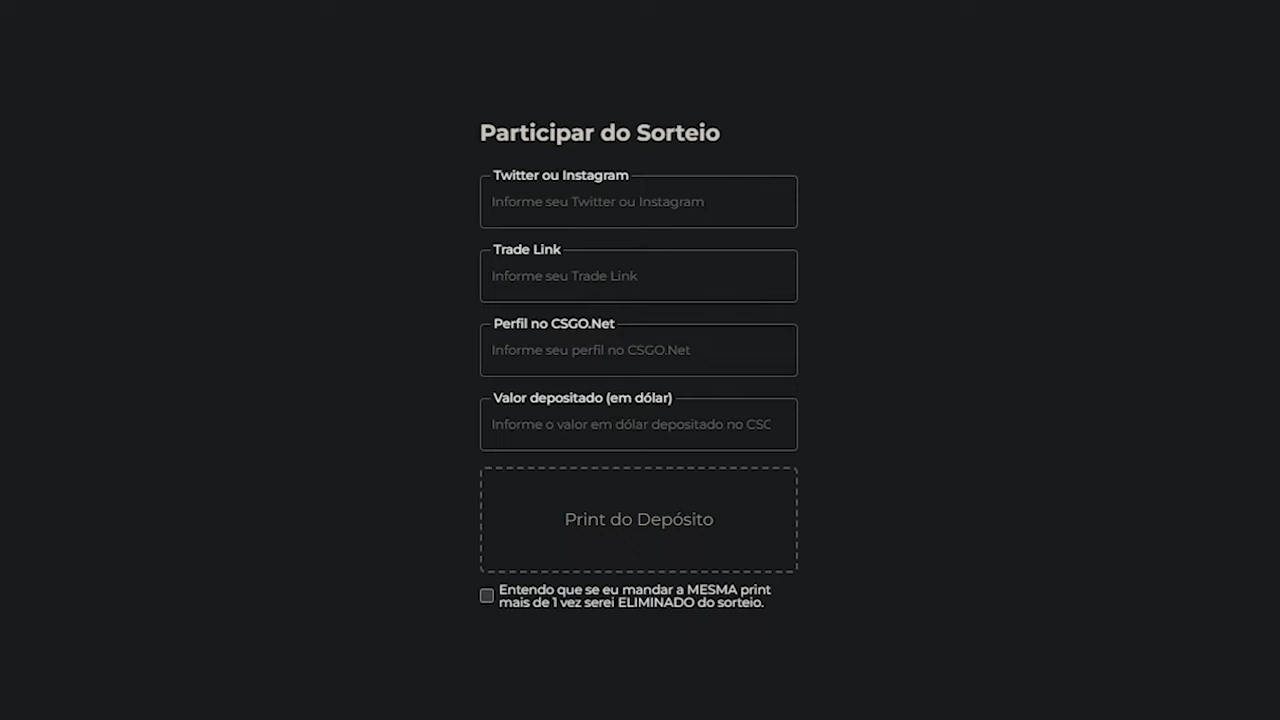 Participar do Sorteio
Twitter ou Instagram
Informe seu Twitter ou Instagram
Trade Link
Informe seu Trade Link
Perfil no CSGO.Net
Informe seu perfil no CSGO.Net
Valor depositado (em dólar)
Informe o valor em dólar depositado no CSG
Print do Depósito
Entendo que se eu mandar a MESMA print
mais de 1 vez serei ELIMINADO do sorteio.